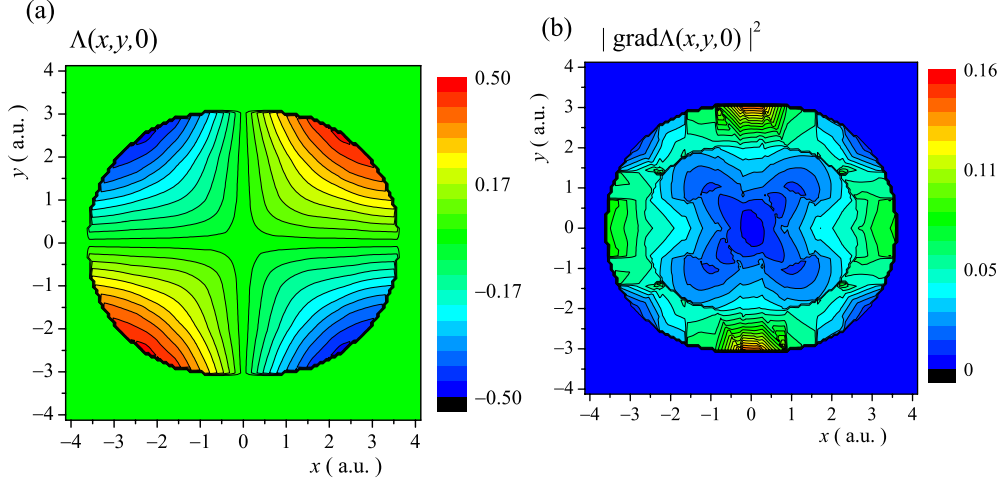 (a)
Λ(x,y,0)
y ( a.u. )
4
3
2
1
0
−1
−2
−3
−4
−4 −3 −2 −1 0 1 2 3 4
x ( a.u. )
0.50
0.17
−0.17
−0.50
(b)
| gradΛ(x,y,0) |²
y ( a.u. )
4
3
2
1
0
−1
−2
−3
−4
−4 −3 −2 −1 0 1 2 3 4
x ( a.u. )
0.16
0.11
0.05
0